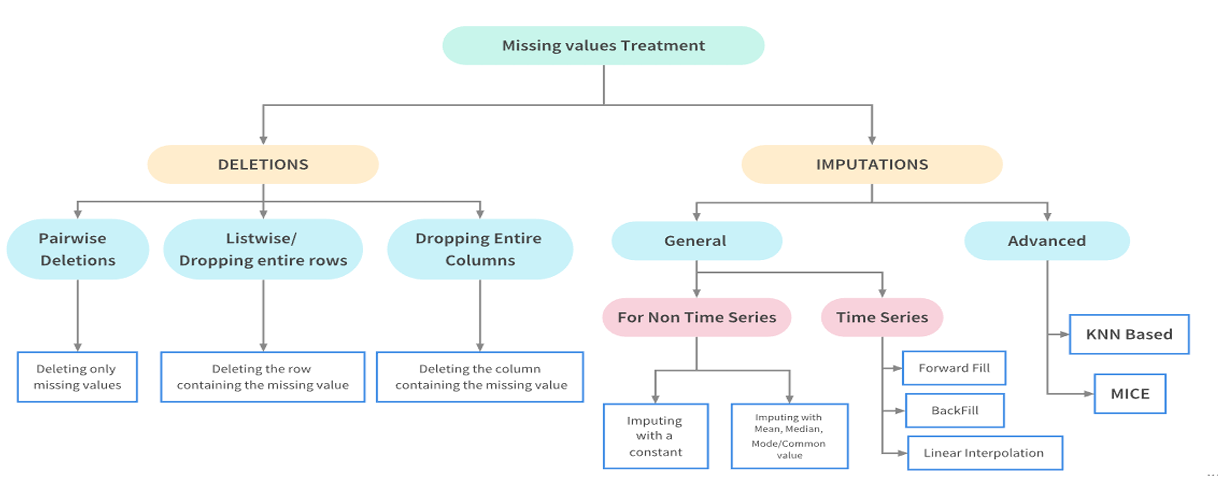 Missing values Treatment
DELETIONS
IMPUTATIONS
Pairwise
Deletions
Listwise/
Dropping entire rows
Dropping Entire
Columns
General
Advanced
For Non Time Series
Time Series
KNN Based
MICE
Deleting only
missing values
Deleting the row
containing the missing value
Deleting the column
containing the missing value
Forward Fill
BackFill
Linear Interpolation
Imputing
with a
constant
Imputing with
Mean, Median,
Mode/Common
value